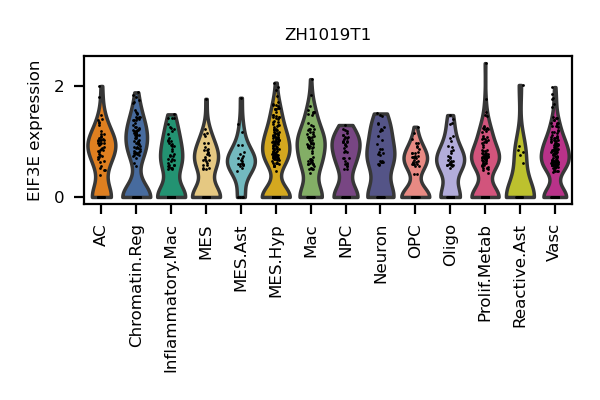 ZH1019T1
EIF3E expression
2
0
AC
Chromatin.Reg
Inflammatory.Mac
MES
MES.Ast
MES.Hyp
Mac
NPC
Neuron
OPC
Oligo
Prolif.Metab
Reactive.Ast
Vasc